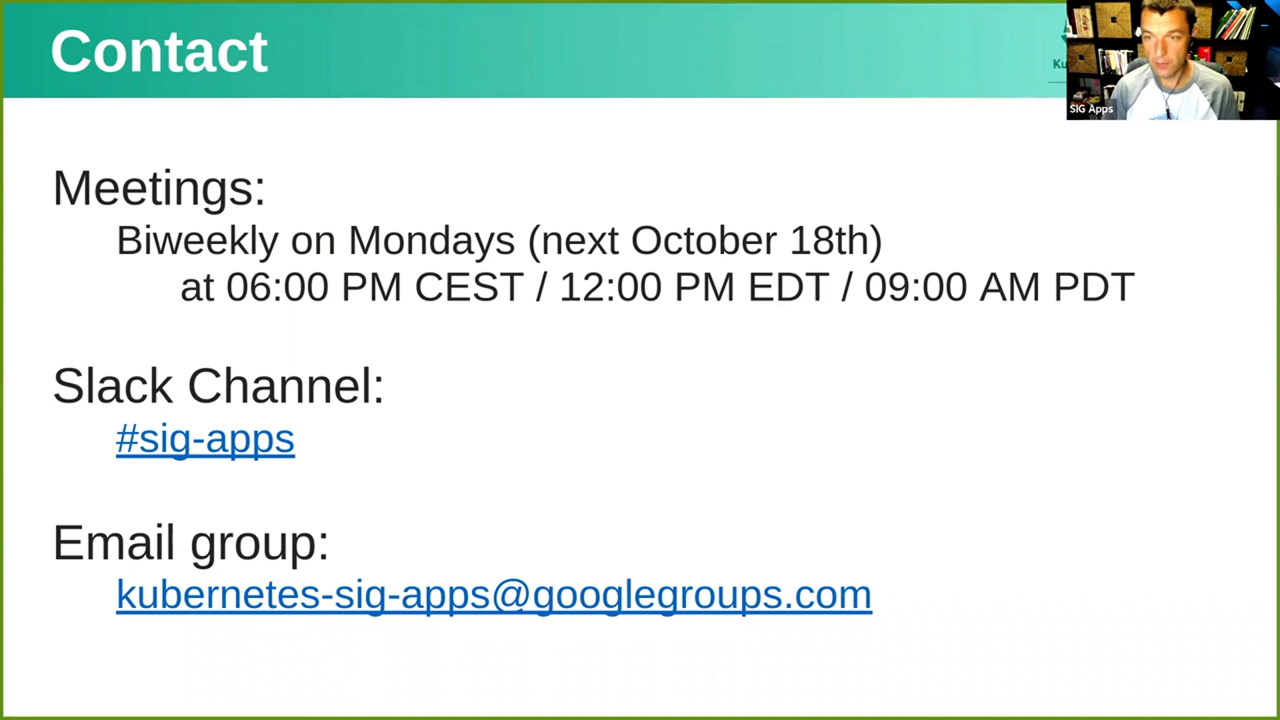 Contact
SIG Apps
Meetings:
Biweekly on Mondays (next October 18th)
at 06:00 PM CEST / 12:00 PM EDT / 09:00 AM PDT
Slack Channel:
#sig-apps
Email group:
kubernetes-sig-apps@googlegroups.com